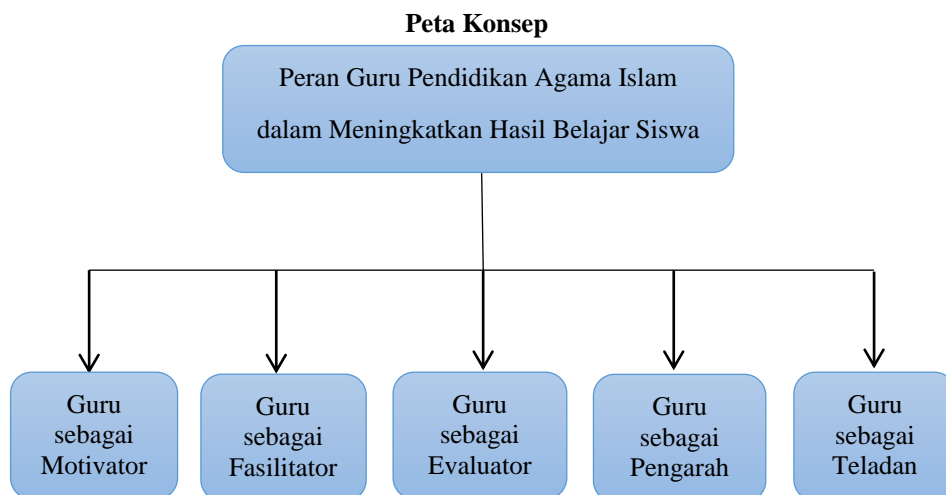 Peta Konsep
Peran Guru Pendidikan Agama Islam
dalam Meningkatkan Hasil Belajar Siswa
Guru
sebagai
Motivator
Guru
sebagai
Fasilitator
Guru
sebagai
Evaluator
Guru
sebagai
Pengarah
Guru
sebagai
Teladan